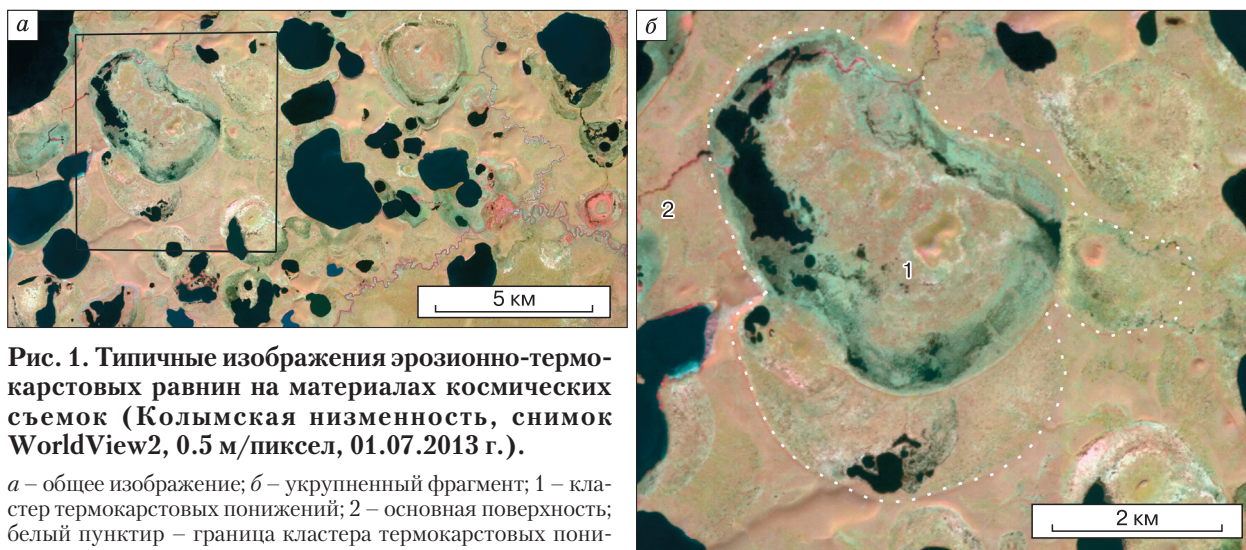 а
5 км
Рис. 1. Типичные изображения эрозионно-термо-
карстовых равнин на материалах космических
съемок (Колымская низменность, снимок
WorldView2, 0.5 м/пиксел, 01.07.2013 г.).
а – общее изображение; б – укрупненный фрагмент; 1 – кла-
стер термокарстовых понижений; 2 – основная поверхность;
белый пунктир – граница кластера термокарстовых пони-
б
2
1
2 км